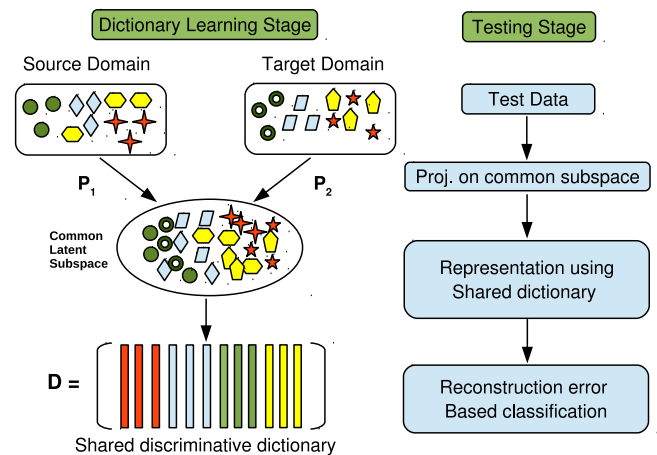 Dictionary Learning Stage
Source Domain
Target Domain
P1
P2
Common
Latent
Subspace
D =
Shared discriminative dictionary
Testing Stage
Test Data
Proj. on common subspace
Representation using
Shared dictionary
Reconstruction error
Based classification